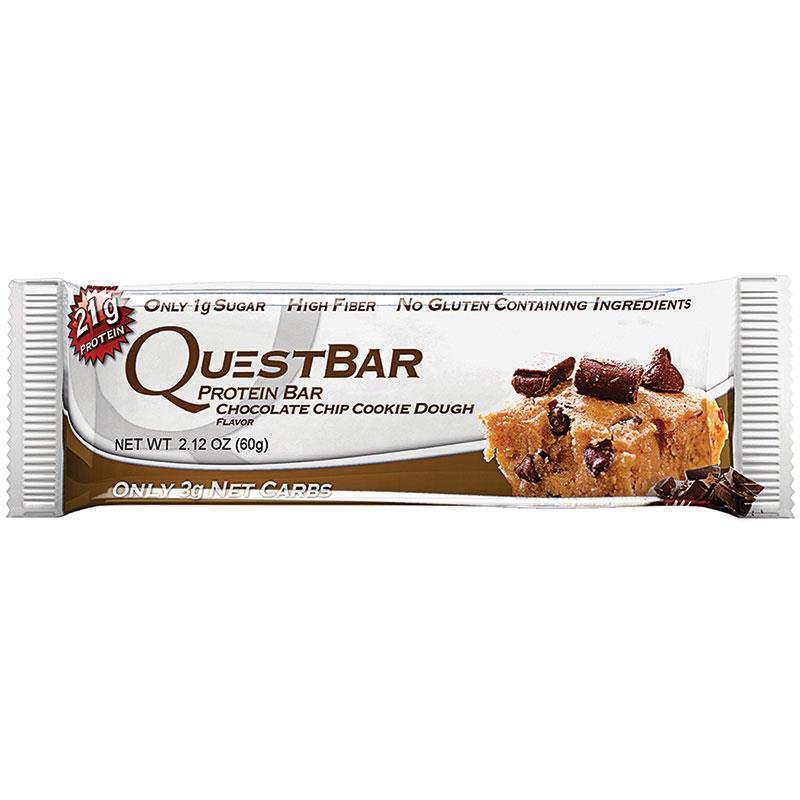 21g
PROTEIN
ONLY 1g SUGAR HIGH FIBER NO GLUTEN CONTAINING INGREDIENTS
QUESTBAR
PROTEIN BAR
CHOCOLATE CHIP COOKIE DOUGH
FLAVOR
NET WT. 2.12 OZ (60g)
ONLY 3g NET CARBS